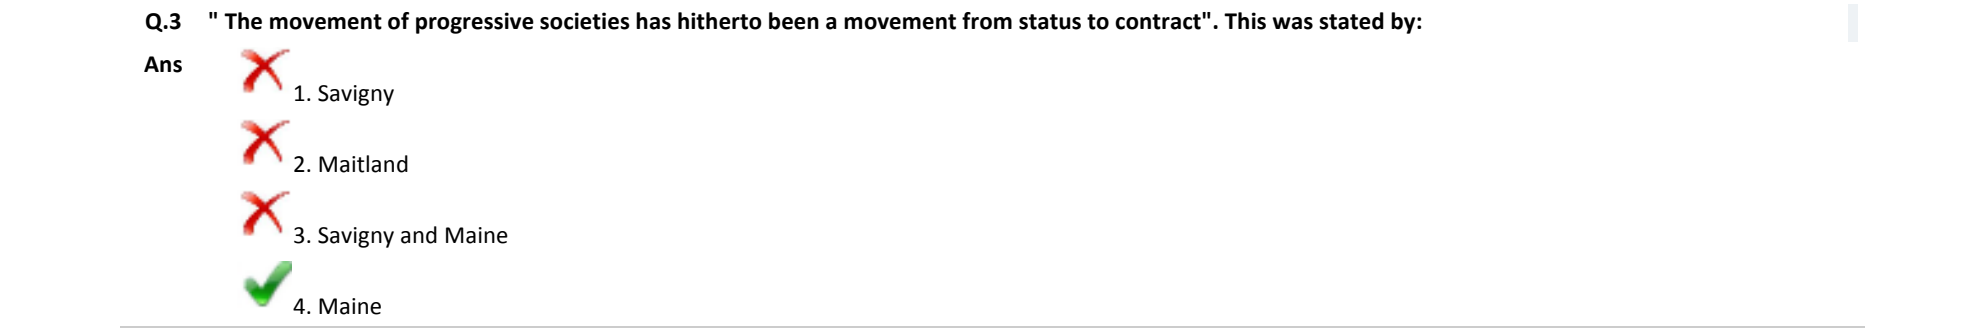 Q.3 " The movement of progressive societies has hitherto been a movement from status to contract". This was stated by:
Ans
1. Savigny
2. Maitland
3. Savigny and Maine
4. Maine